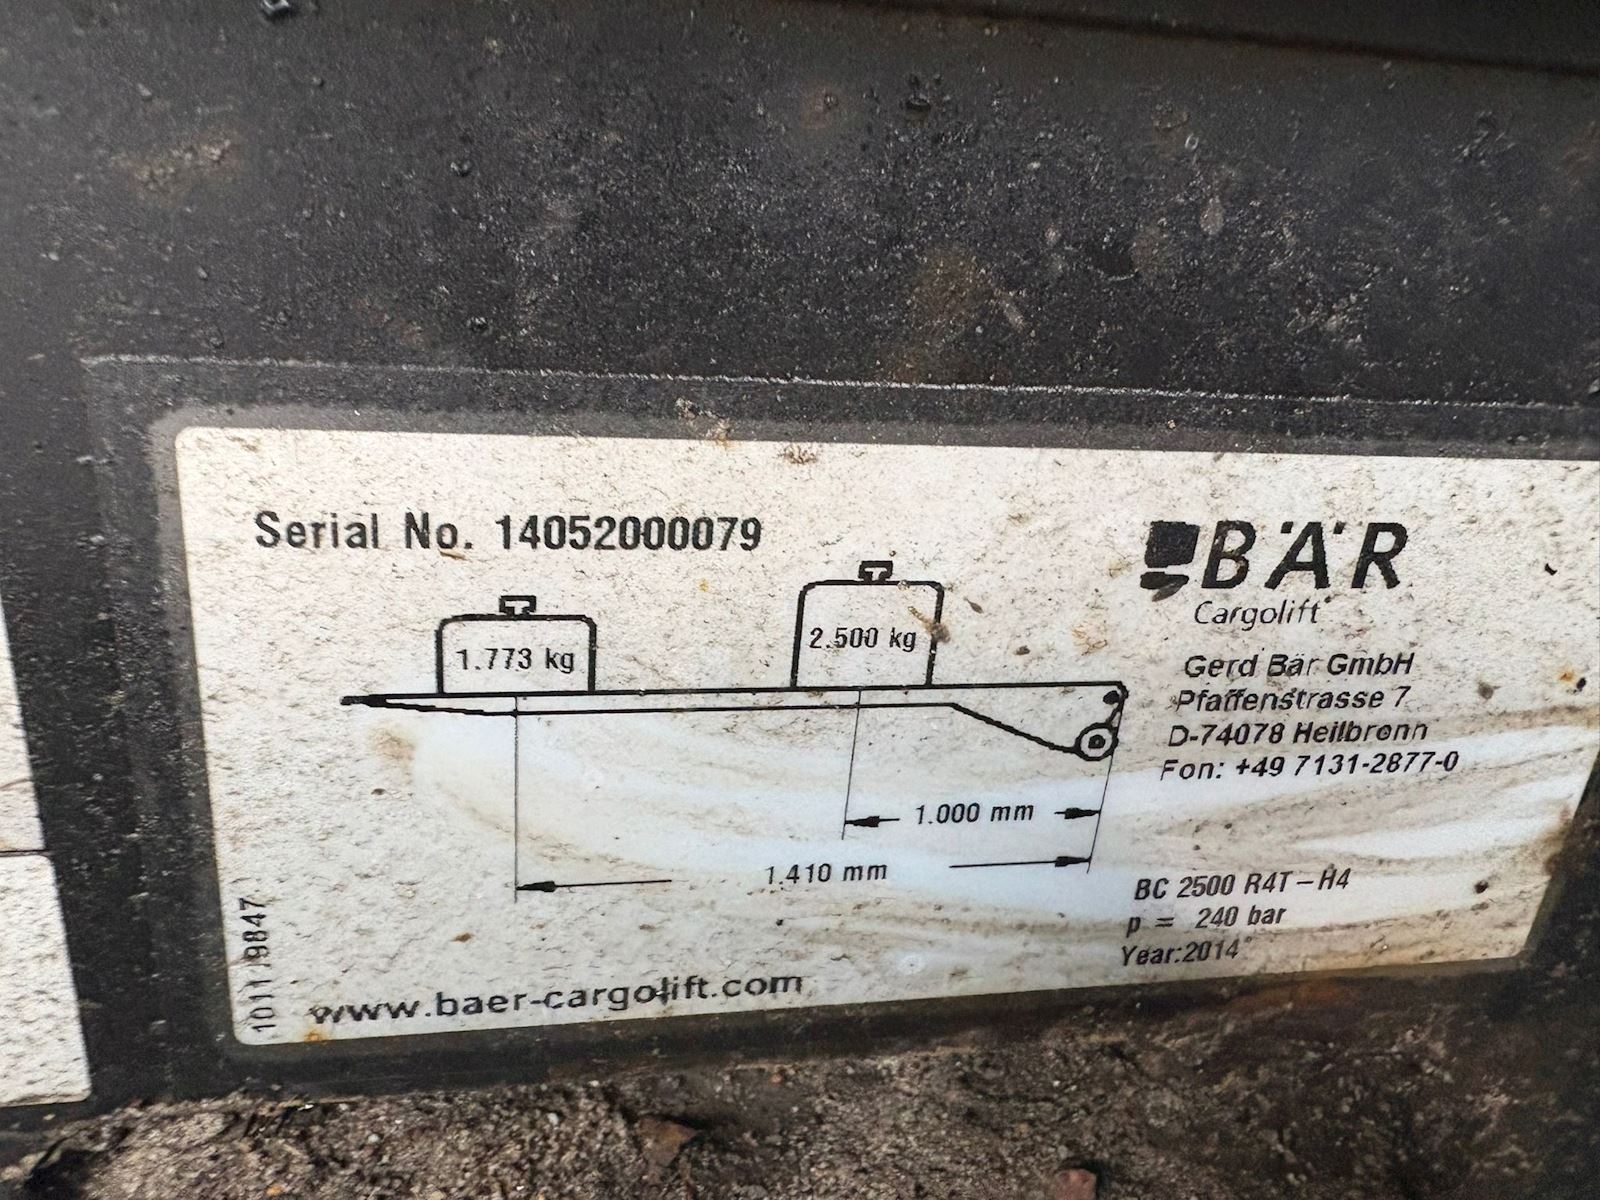 Serial No. 14052000079
BÄR
Cargolift
1.773 kg
2.500 kg
Gerd Bär GmbH
Pfaffenstrasse 7
D-74078 Heilbronn
Fon: +49 7131-2877-0
1.000 mm
1.410 mm
BC 2500 R4T - H4
p = 240 bar
Year:2014
www.baer-cargolift.com